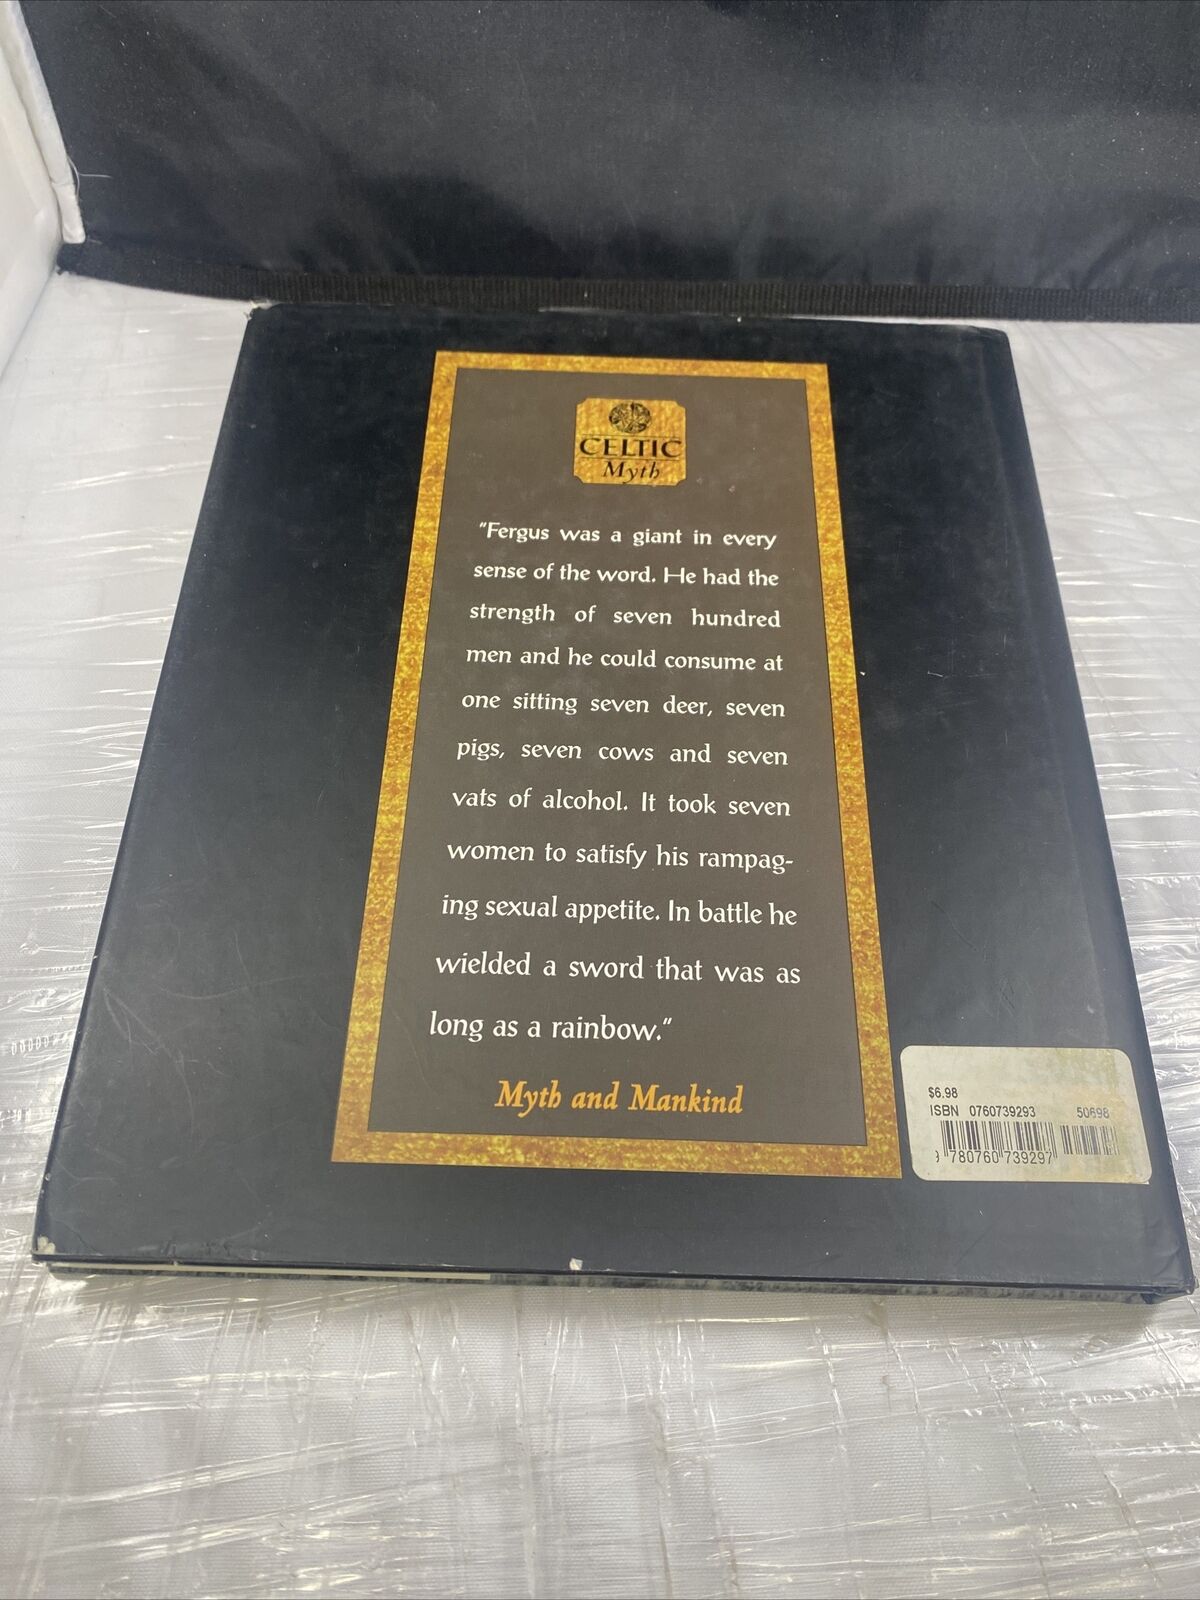 CELTIC
Myth
"Fergus was a giant in every
sense of the word. He had the
strength of seven hundred
men and he could consume at
one sitting seven deer, seven
pigs, seven cows and seven
vats of alcohol. It took seven
women to satisfy his rampag-
ing sexual appetite. In battle he
wielded a sword that was as
long as a rainbow."
Myth and Mankind
$6.98
ISBN 0760739293 50698
9 780760 739297